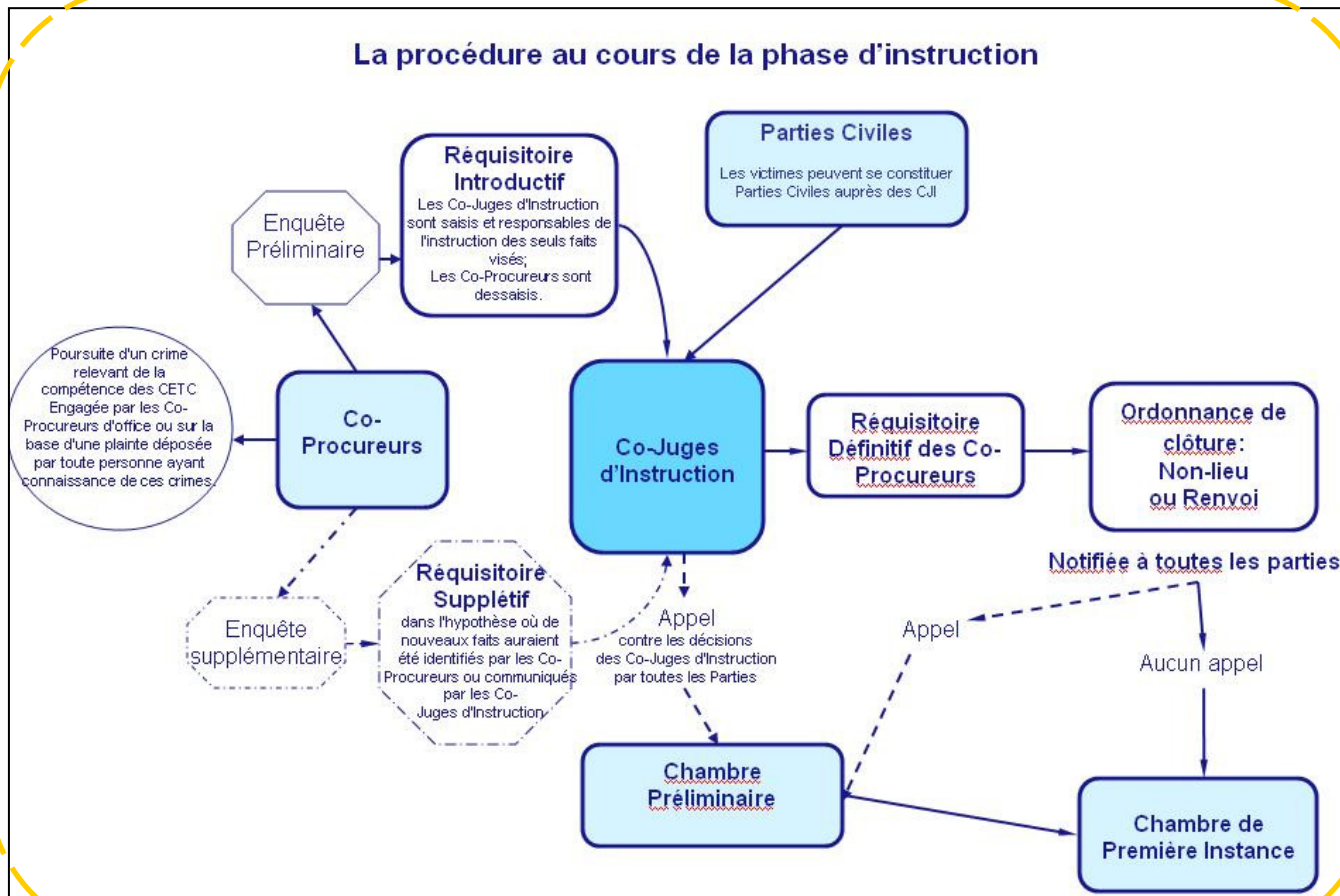 La procédure au cours de la phase d'instruction
Parties Civiles
Les victimes peuvent se constituer
Parties Civiles auprès des CJI
Réquisitoire
Introductif
Les Co-Juges d'Instruction
sont saisis et responsables de
l'instruction des seuls faits
visés;
Les Co-Procureurs sont
dessaisis.
Enquête
Préliminaire
Poursuite d'un crime
relevant de la
compétence des CETC
Engagée par les Co-
Procureurs d'office ou sur la
base d'une plainte déposée
par toute personne ayant
connaissance de ces crimes.
Co-
Procureurs
Co-Juges
d'Instruction
Réquisitoire
Définitif des Co-
Procureurs
Ordonnance de
clôture:
Non-lieu
ou Renvoi
Notifiée à toutes les parties
Enquête
supplémentaire
Réquisitoire
Supplétif
dans l'hypothèse où de
nouveaux faits auraient
été identifiés par les Co-
Procureurs ou communiqués
par les Co-
Juges d'Instruction
Appel
contre les décisions
des Co-Juges d'Instruction
par toutes les Parties
Appel
Aucun appel
Chambre
Préliminaire
Chambre de
Première Instance